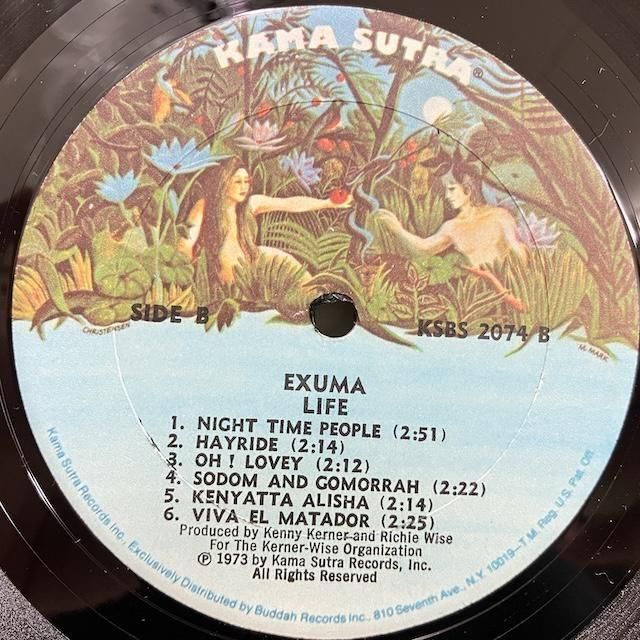 KAMA SUTRA®
CHRISTENSEN
M. MARK
SIDE B
KSBS 2074 B
EXUMA
LIFE
1. NIGHT TIME PEOPLE (2:51)
2. HAYRIDE (2:14)
3. OH! LOVEY (2:12)
4. SODOM AND GOMORRAH (2:22)
5. KENYATTA ALISHA (2:14)
6. VIVA EL MATADOR (2:25)
Produced by Kenny Kerner and Richie Wise
For The Kerner-Wise Organization
℗ 1973 by Kama Sutra Records, Inc.
All Rights Reserved
Kama Sutra Records Inc., Exclusively Distributed by Buddah Records Inc., 810 Seventh Ave., N.Y. 10019–T.M. Reg. U.S. Pat. Off.